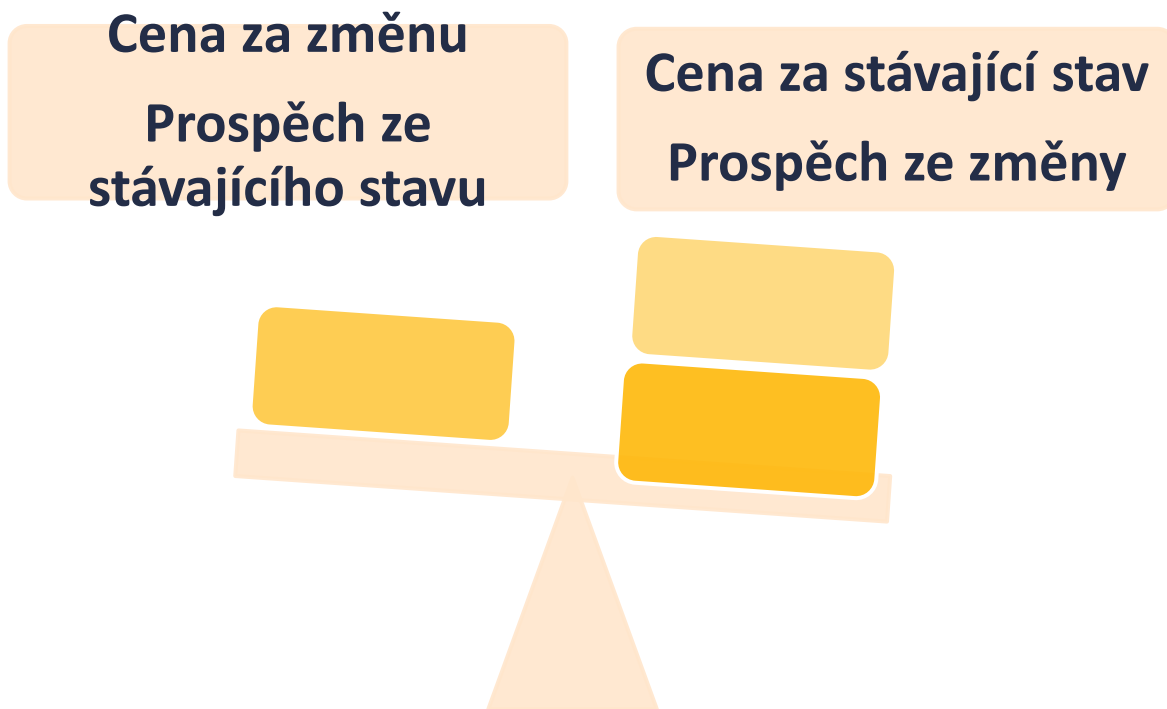 Cena za změnu
Prospěch ze
stávajícího stavu
Cena za stávající stav
Prospěch ze změny